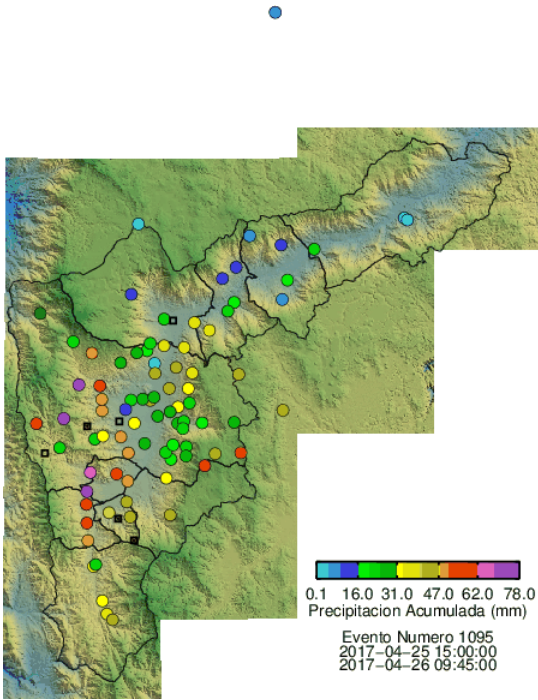 0.1 16.0 31.0 47.0 62.0 78.0
Precipitacion Acumulada (mm)
Evento Numero 1095
2017-04-25 15:00:00
2017-04-26 09:45:00